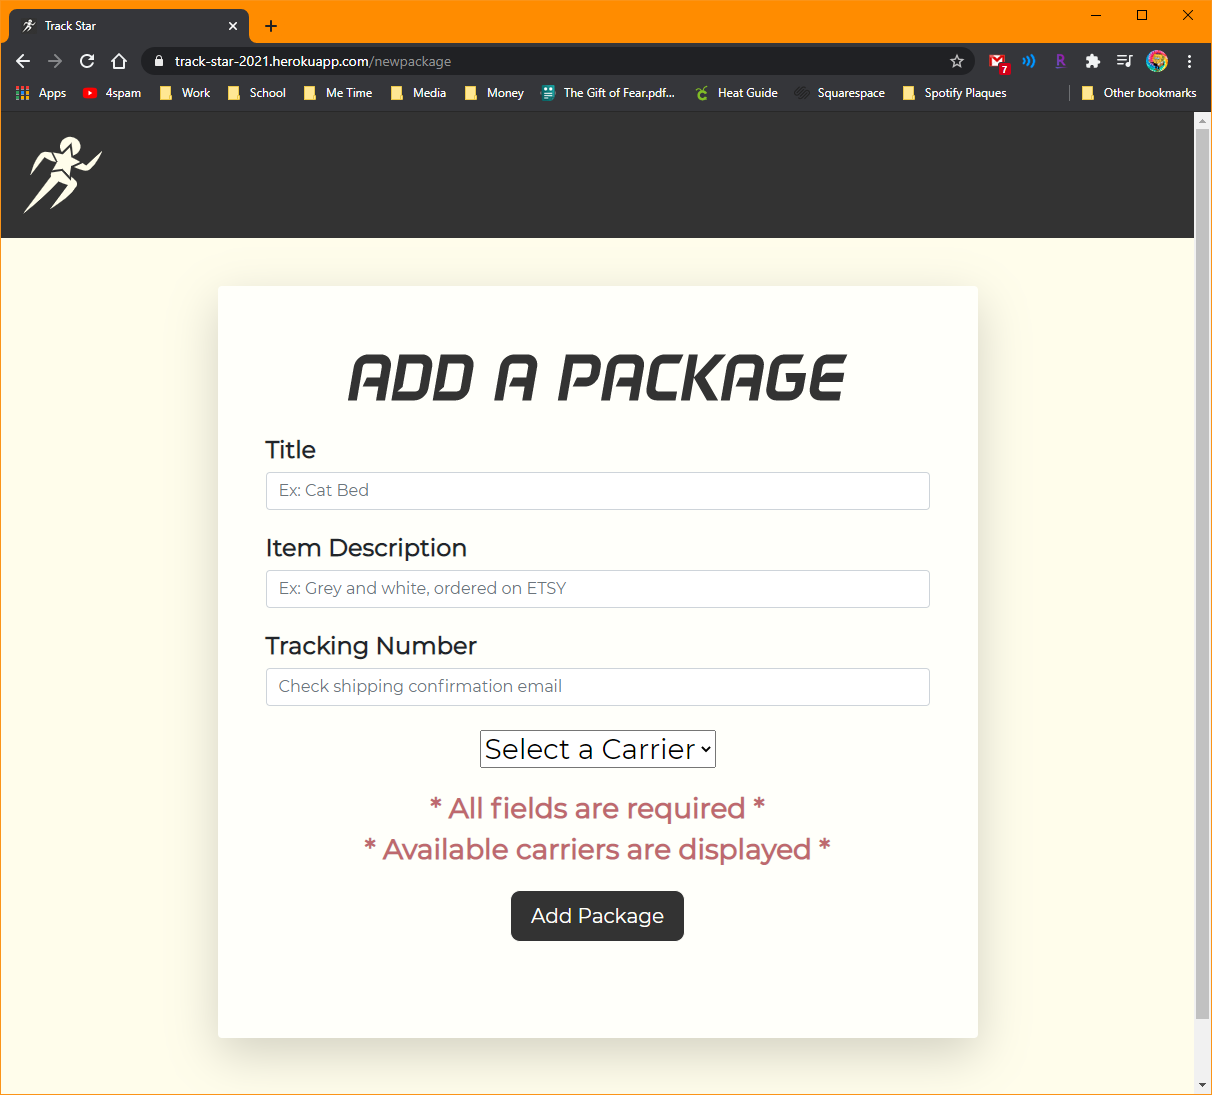 Track Star
track-star-2021.herokuapp.com/newpackage
7
R
Apps
4spam
Work
School
Me Time
Media
Money
The Gift of Fear.pdf...
Heat Guide
Squarespace
Spotify Plaques
Other bookmarks
ADD A PACKAGE
Title
Ex: Cat Bed
Item Description
Ex: Grey and white, ordered on ETSY
Tracking Number
Check shipping confirmation email
Select a Carrier
* All fields are required *
* Available carriers are displayed *
Add Package